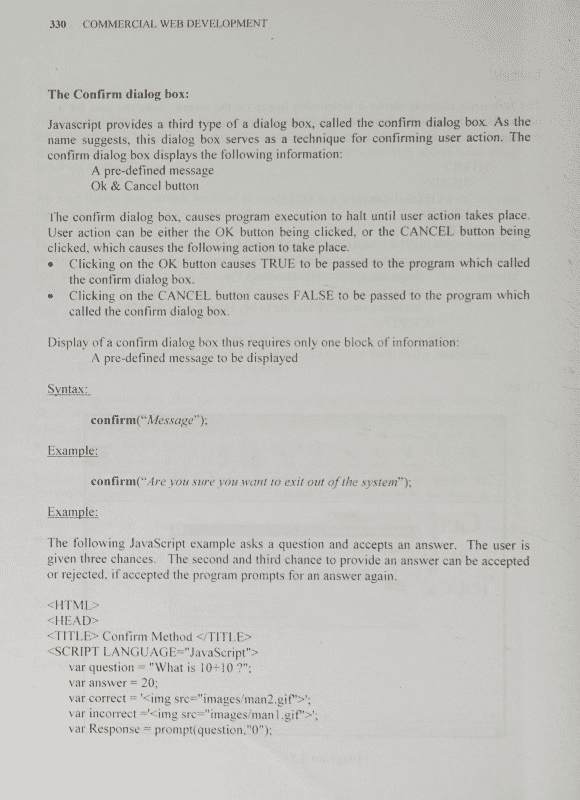 330 COMMERCIAL WEB DEVELOPMENT
The Confirm dialog box:
Javascript provides a third type of a dialog box, called the confirm dialog box. As the
name suggests, this dialog box serves as a technique for confirming user action. The
confirm dialog box displays the following information:
A pre-defined message
Ok & Cancel button
The confirm dialog box, causes program execution to halt until user action takes place.
User action can be either the OK button being clicked, or the CANCEL button being
clicked, which causes the following action to take place.
• Clicking on the OK button causes TRUE to be passed to the program which called
the confirm dialog box.
• Clicking on the CANCEL button causes FALSE to be passed to the program which
called the confirm dialog box.
Display of a confirm dialog box thus requires only one block of information:
A pre-defined message to be displayed
Syntax:
confirm("Message");
Example:
confirm("Are you sure you want to exit out of the system");
Example:
The following JavaScript example asks a question and accepts an answer. The user is
given three chances. The second and third chance to provide an answer can be accepted
or rejected, if accepted the program prompts for an answer again.
<HTML>
<HEAD>
<TITLE> Confirm Method </TITLE>
<SCRIPT LANGUAGE="JavaScript">
var question = "What is 10+10 ?";
var answer = 20;
var correct = '<img src="images/man2.gif">';
var incorrect ='<img src="images/man1.gif">';
var Response = prompt(question,"0");